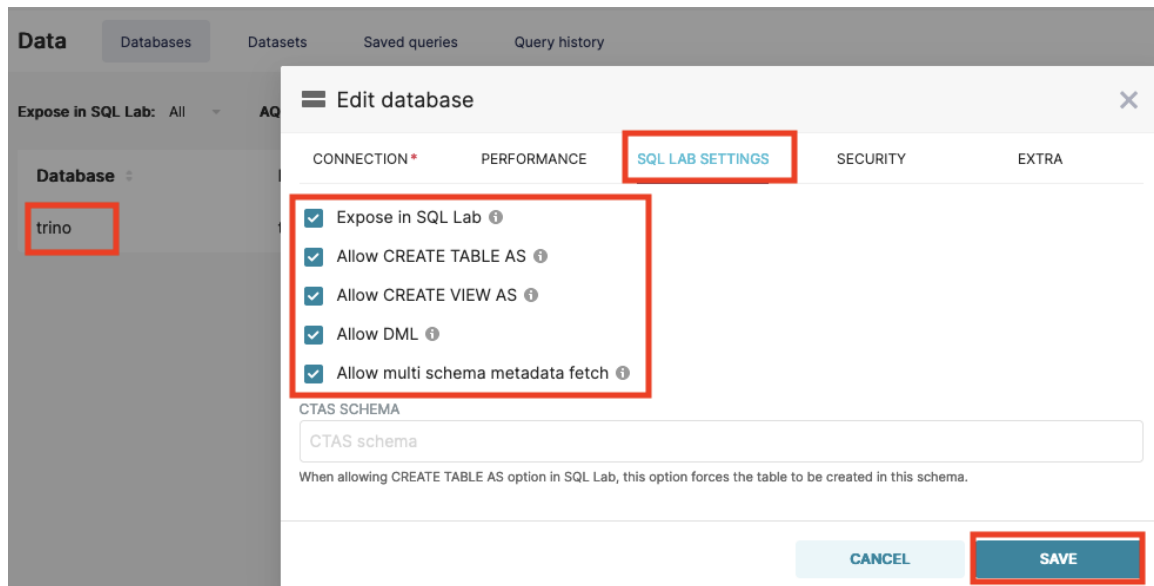 Data Databases Datasets Saved queries Query history
Expose in SQL Lab: All AQ
Edit database
CONNECTION * PERFORMANCE SQL LAB SETTINGS SECURITY EXTRA
Database
trino
Expose in SQL Lab
Allow CREATE TABLE AS
Allow CREATE VIEW AS
Allow DML
Allow multi schema metadata fetch
CTAS SCHEMA
CTAS schema
When allowing CREATE TABLE AS option in SQL Lab, this option forces the table to be created in this schema.
CANCEL SAVE